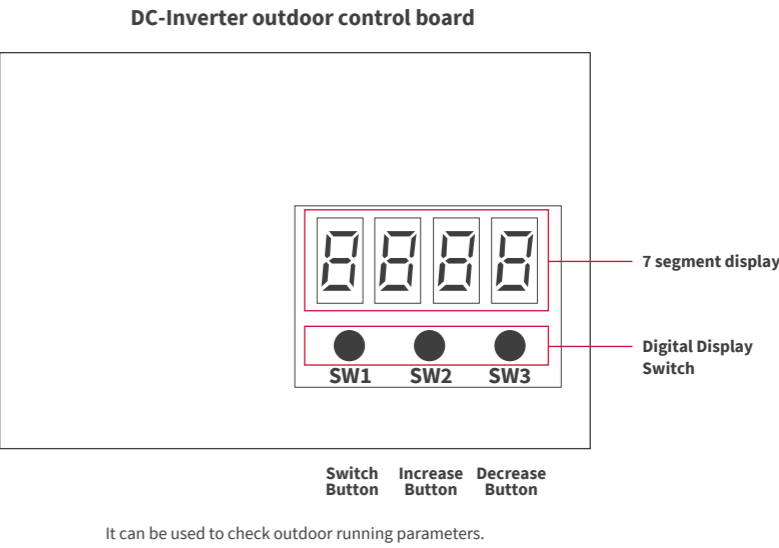 DC-Inverter outdoor control board
8888
7 segment display
Digital Display
Switch
SW1 SW2 SW3
Switch Increase Decrease
Button Button Button
It can be used to check outdoor running parameters.